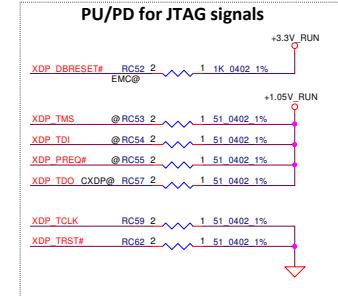 PU/PD for JTAG signals
+3.3V_RUN
XDP_DBRESET# RC52 2 1 1K_0402_1%
EMC@
+1.05V_RUN
XDP_TMS @ RC53 2 1 51_0402_1%
XDP_TDI @ RC54 2 1 51_0402_1%
XDP_PREQ# @ RC55 2 1 51_0402_1%
XDP_TDO CXDP@ RC57 2 1 51_0402_1%
XDP_TCLK RC59 2 1 51_0402_1%
XDP_TRST# RC62 2 1 51_0402_1%